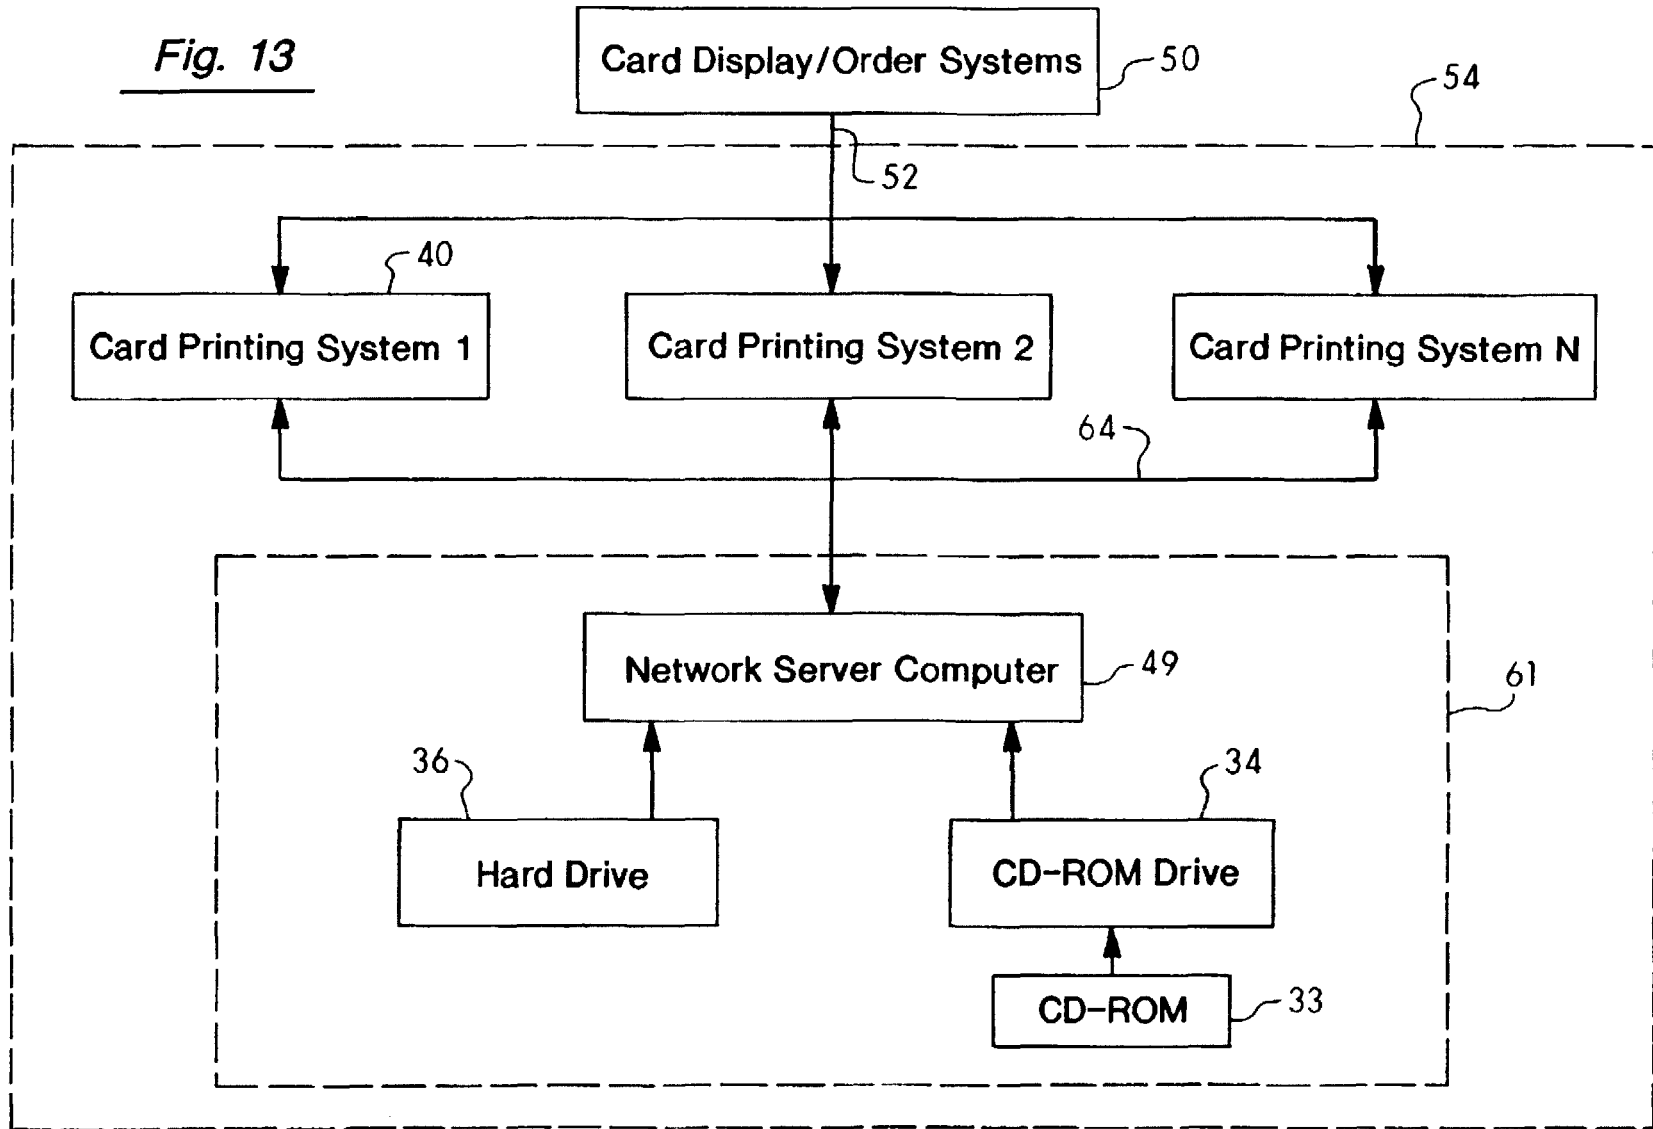 Fig. 13
Card Display/Order Systems
50
54
52
40
Card Printing System 1
Card Printing System 2
Card Printing System N
64
Network Server Computer
49
61
36
34
Hard Drive
CD-ROM Drive
CD-ROM
33